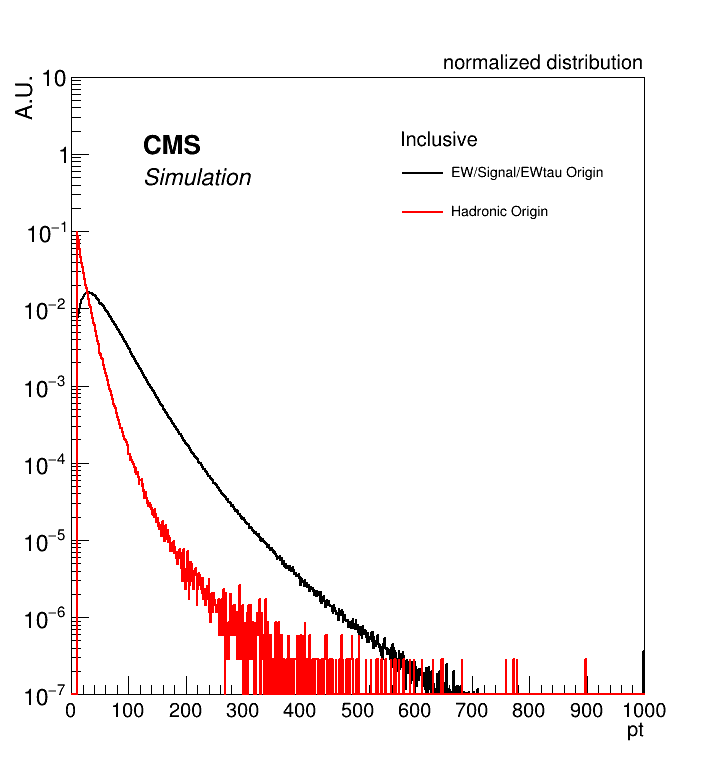 normalized distribution
A.U.
10
1
10⁻¹
10⁻²
10⁻³
10⁻⁴
10⁻⁵
10⁻⁶
10⁻⁷
CMS
Simulation
Inclusive
EW/Signal/EWtau Origin
Hadronic Origin
0 100 200 300 400 500 600 700 800 900 1000
pt